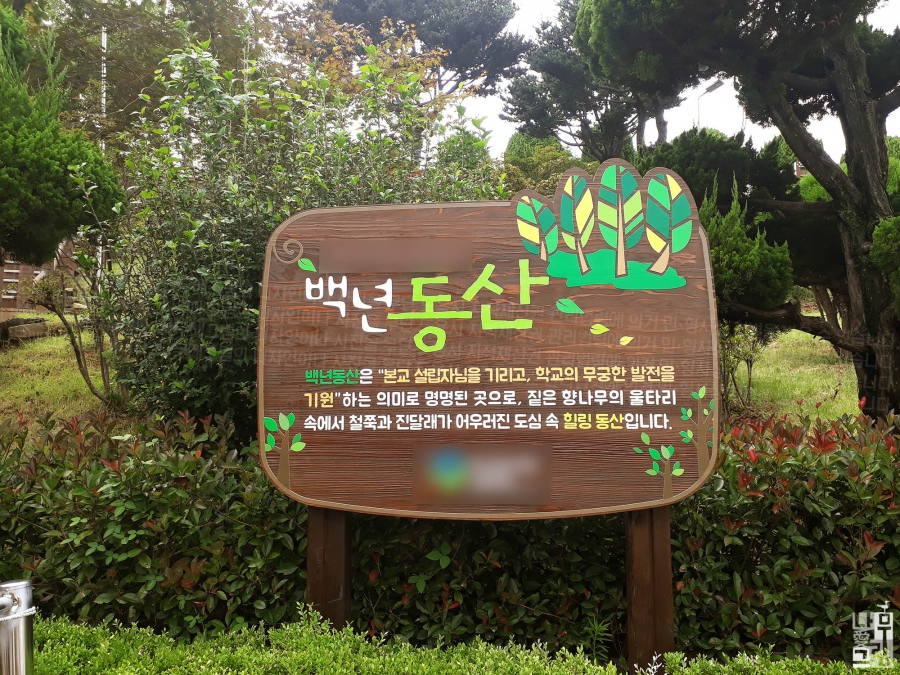 백년동산
백년동산은 "본교 설립자님을 기리고, 학교의 무궁한 발전을
기원"하는 의미로 명명된 곳으로, 짙은 향나무의 울타리
속에서 철쭉과 진달래가 어우러진 도심 속 힐링 동산입니다.